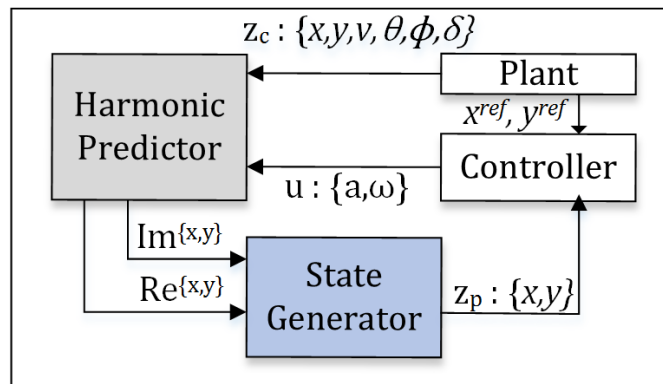 z_c : {x,y,v,θ,ϕ,δ}
Harmonic
Predictor
Plant
x^ref, y^ref
Controller
u : {a,ω}
Im^{x,y}
Re^{x,y}
State
Generator
z_p : {x,y}